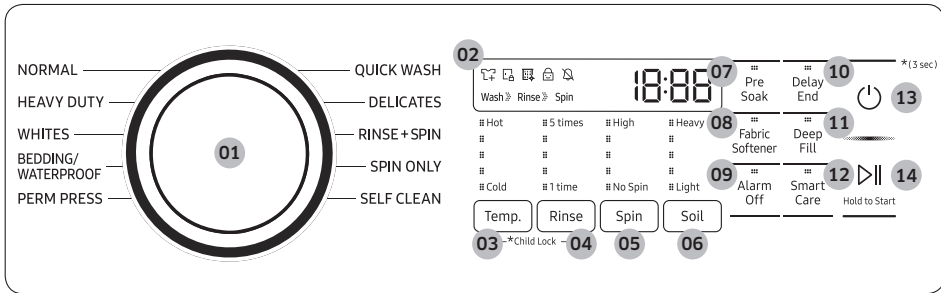 NORMAL
HEAVY DUTY
WHITES
BEDDING/
WATERPROOF
PERM PRESS
01
QUICK WASH
DELICATES
RINSE+SPIN
SPIN ONLY
SELF CLEAN
02
18:88
Wash Rinse Spin
Hot 5 times High Heavy
Cold 1 time No Spin Light
Temp. Rinse Spin Soil
03 *Child Lock 04 05 06
07 Pre
Soak
Delay
End 10
08 Fabric
Softener
Deep
Fill 11
09 Alarm
Off
Smart
Care 12
*(3 sec)
13
14
Hold to Start